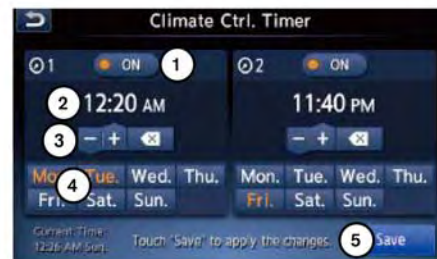 Climate Ctrl. Timer
1 ON 1
2 ON
2 12:20 AM
11:40 PM
3 - +
- +
Mon. Tue. Wed. Thu.
4 Fri. Sat. Sun.
Mon. Tue. Wed. Thu.
Fri. Sat. Sun.
Current Time:
12:26 AM Sun.
Touch "Save" to apply the changes.
5 Save